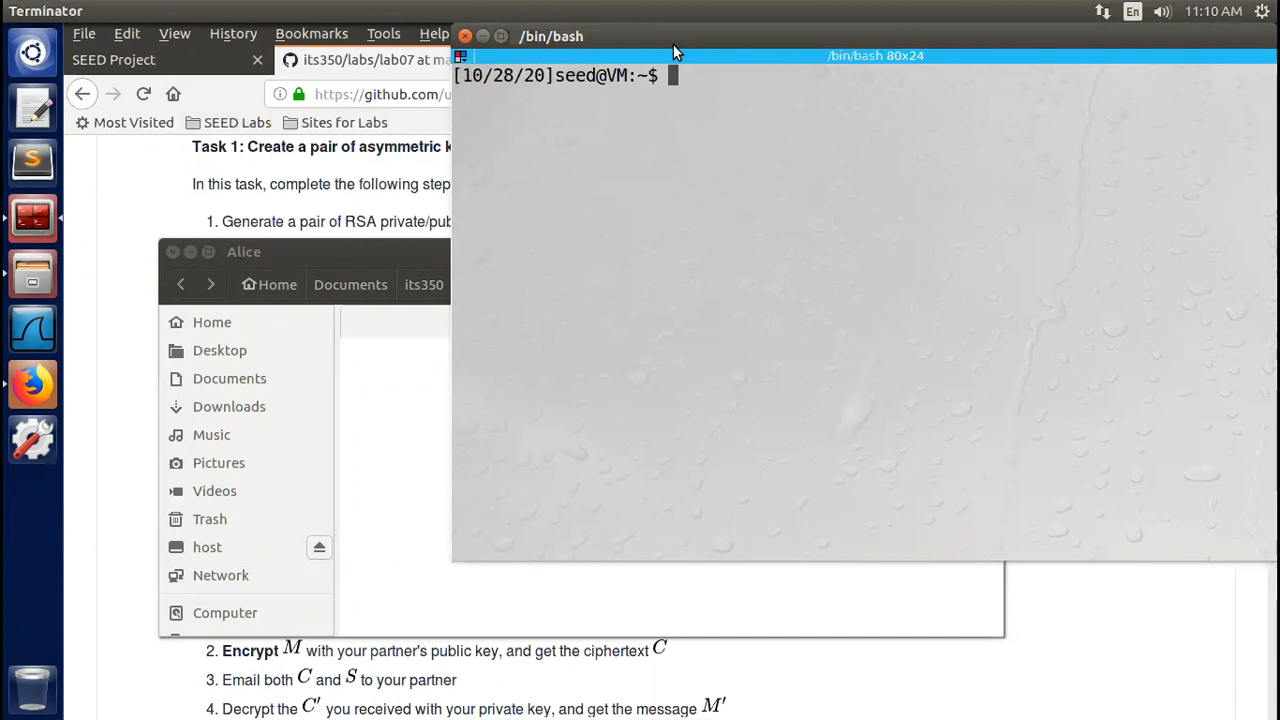 Terminator
En
11:10 AM
File Edit View History Bookmarks Tools Help
/bin/bash
SEED Project
its350/labs/lab07 at ma
/bin/bash 80x24
[10/28/20]seed@VM:~$
https://github.com/u
Most Visited SEED Labs Sites for Labs
Task 1: Create a pair of asymmetric k
In this task, complete the following step
1. Generate a pair of RSA private/pub
Alice
Home Documents its350
Home
Desktop
Documents
Downloads
Music
Pictures
Videos
Trash
host
Network
Computer
2. Encrypt M with your partner's public key, and get the ciphertext C
3. Email both C and S to your partner
4. Decrypt the C' you received with your private key, and get the message M'